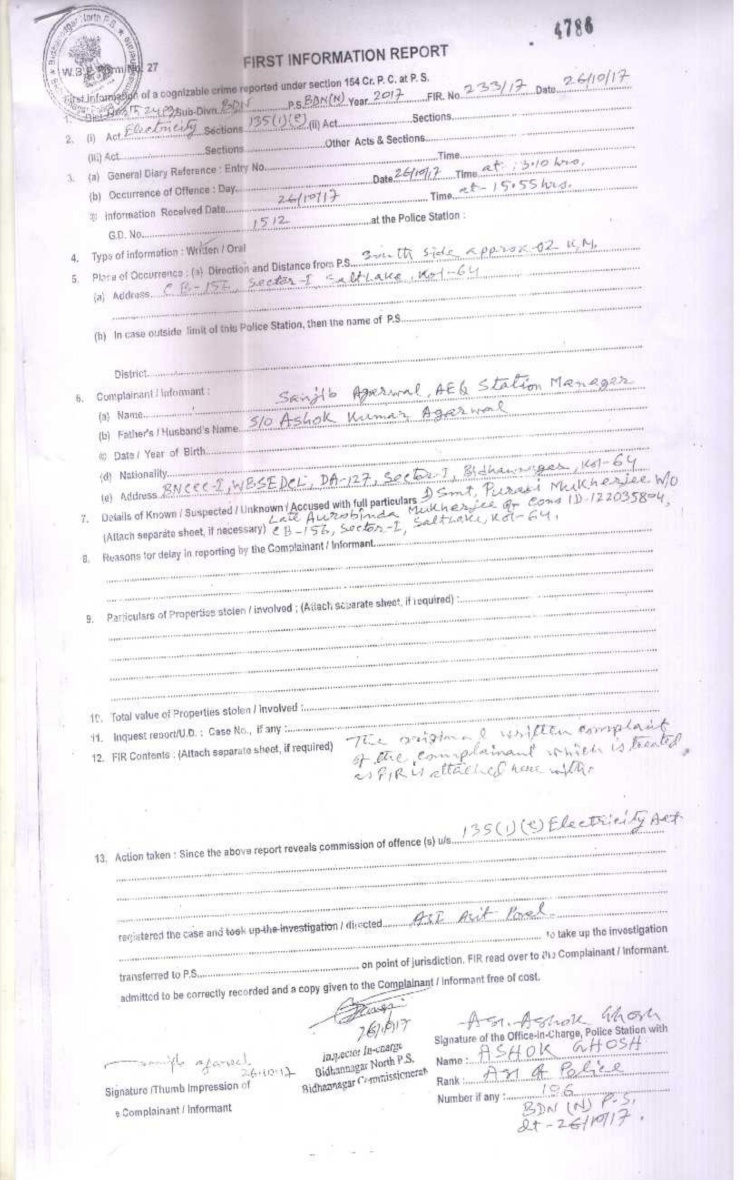 4786
Bidhannagar North P.S.
W.B.P. Form No. 27
FIRST INFORMATION REPORT
First Information of a cognizable crime reported under section 154 Cr. P. C. at P. S.
1. 24 Pgs Sub-Divn. BDN P.S. BDN(N) Year 2017 FIR. No. 233/17 Date 26/10/17
2. (i) Act Electricity Sections 135(1)(e) (ii) Act Sections
(iii) Act Sections Other Acts & Sections
3. (a) General Diary Reference : Entry No. Time
(b) Occurrence of Offence : Day Date 26/10/17 Time at 13.10 hrs,
© Information Received Date 26/10/17 Time at - 15.55 hrs.
G.D. No. 1512 at the Police Station :
4. Type of information : Written / Oral
5. Place of Occurrence : (a) Direction and Distance from P.S. South side approx-02 K.M.
(a) Address C B-156, Sector-I, SaltLake, Kol-64
(b) In case outside limit of this Police Station, then the name of P.S.
District
6. Complainant / Informant :
(a) Name Sanjib Agarwal, AE & Station Manager
(b) Father's / Husband's Name S/O Ashok Kumar Agarwal
© Date / Year of Birth
(d) Nationality
(e) Address BNCCC-I, WBSEDCL, DA-127, Sector-I, Bidhannagar, Kol-64
7. Details of Known / Suspected / Unknown / Accused with full particulars 1) Smt, Purabi Mukherjee W/O
Late Aurobinda Mukherjee of Cons ID-122035804,
(Attach separate sheet, if necessary) CB-156, Sector-I, SaltLake, Kol-64.
8. Reasons for delay in reporting by the Complainant / Informant
9. Particulars of Properties stolen / involved ; (Attach separate sheet, if required) :
10. Total value of Properties stolen / involved :
11. Inquest report/U.D. : Case No., if any :
12. FIR Contents : (Attach separate sheet, if required) The original written complaint
of the complainant which is treated
as FIR is attached here with.
13. Action taken : Since the above report reveals commission of offence (s) u/s 135(1)(e) Electricity Act
registered the case and took up the investigation / directed ASI Asit
to take up the investigation
transferred to P.S. on point of jurisdiction. FIR read over to the Complainant / Informant.
admitted to be correctly recorded and a copy given to the Complainant / informant free of cost.
26/10/17
Inspector In-charge
Bidhannagar North P.S.
Bidhannagar Commissionerate
Sanjib Agarwal
26.10.17
Signature /Thumb Impression of
e Complainant / Informant
ASI. Ashok Ghosh
Signature of the Office-in-Charge, Police Station with
Name : ASHOK GHOSH
Rank : ASI of Police
Number if any : 186
BDN (N) P.S.
dt - 26/10/17.